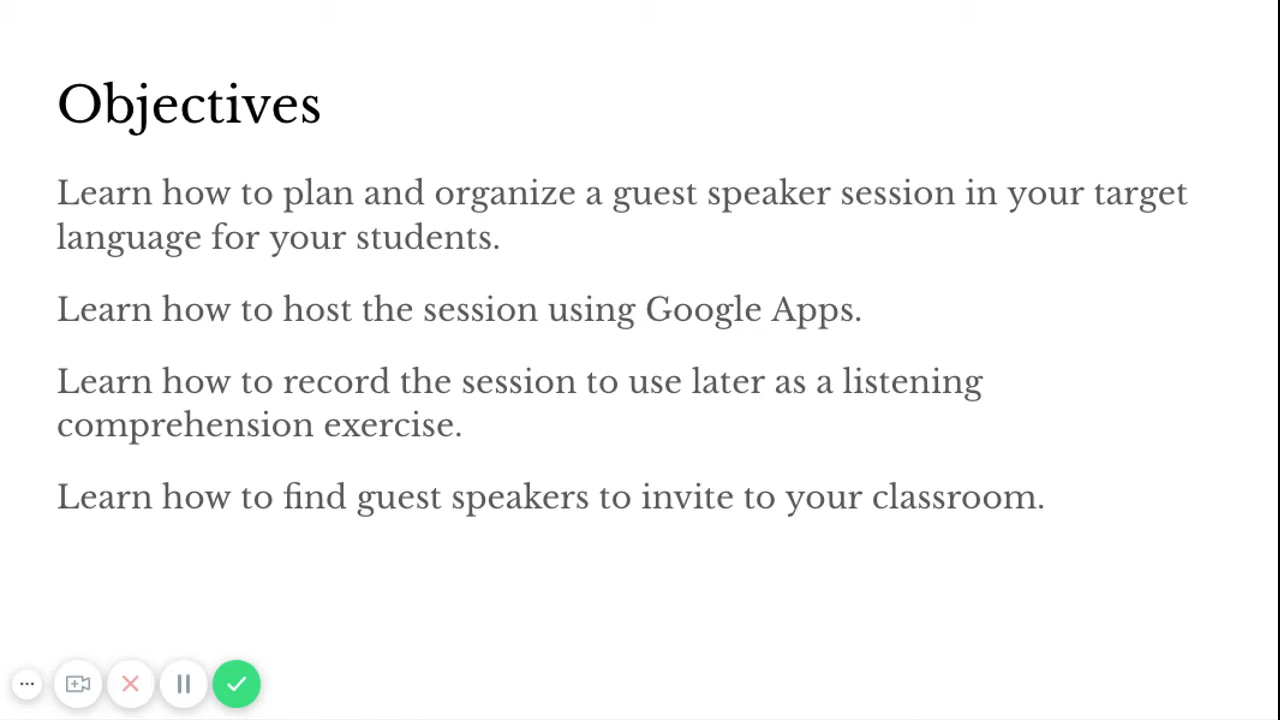 Objectives
Learn how to plan and organize a guest speaker session in your target
language for your students.
Learn how to host the session using Google Apps.
Learn how to record the session to use later as a listening
comprehension exercise.
Learn how to find guest speakers to invite to your classroom.